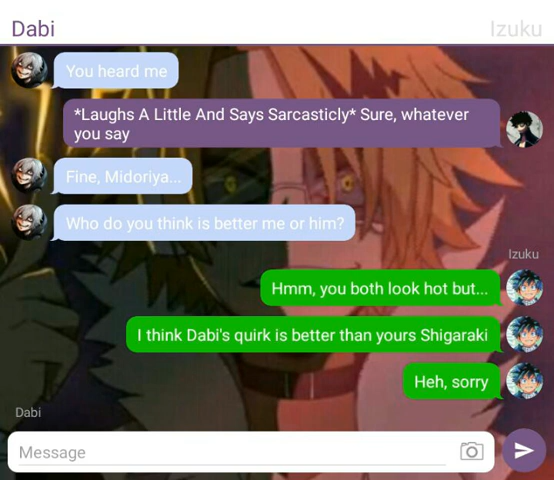 Dabi
Izuku
You heard me
*Laughs A Little And Says Sarcasticly* Sure, whatever
you say
Fine, Midoriya...
Who do you think is better me or him?
Izuku
Hmm, you both look hot but...
I think Dabi's quirk is better than yours Shigaraki
Heh, sorry
Dabi
Message